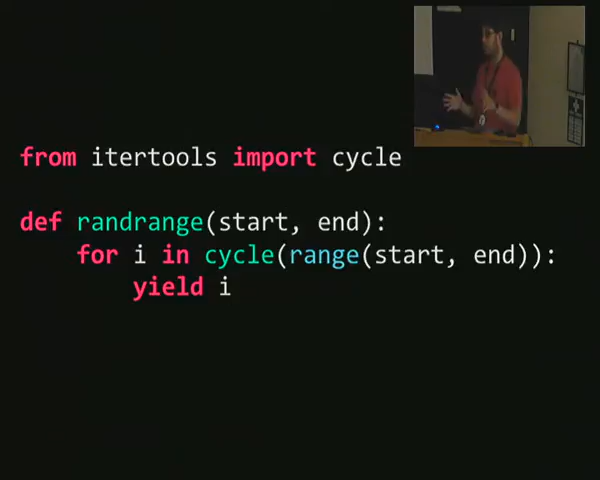 from itertools import cycle
def randrange(start, end):
for i in cycle(range(start, end)):
yield i